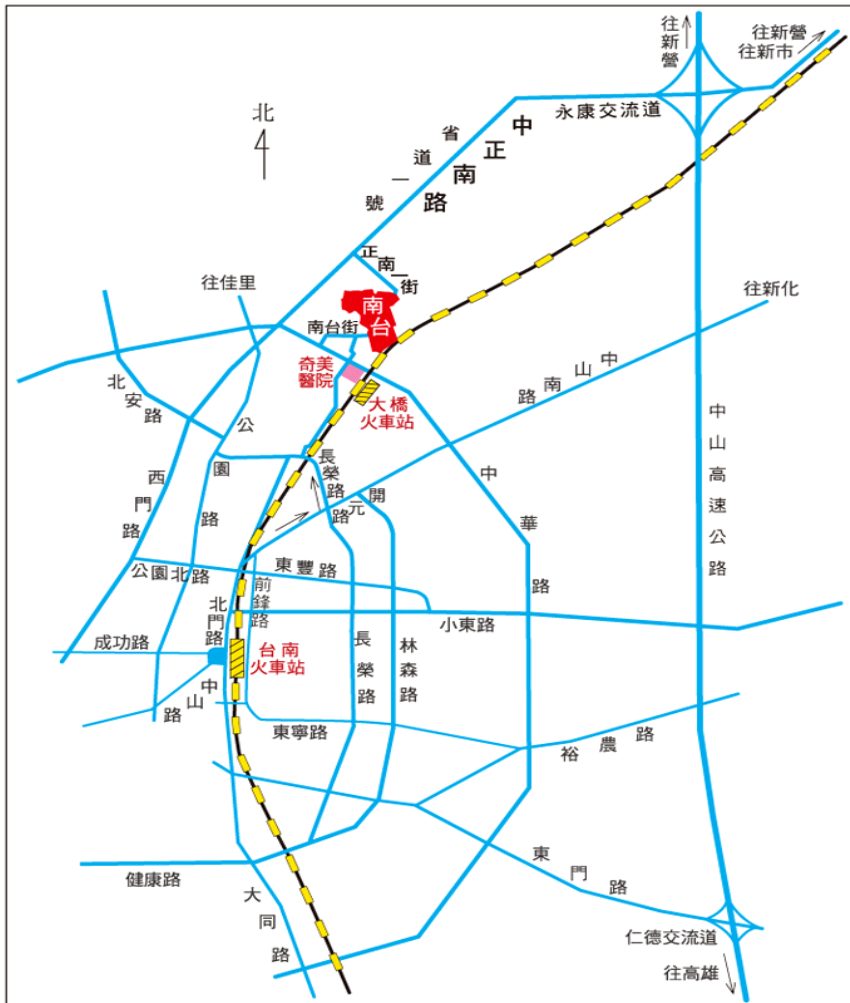 往新營
往新營
往新市
永康交流道
北
省道一號
中正南路
正南一街
往佳里
南台
南台街
往新化
奇美
醫院
大橋
火車站
中山南路
北安路
公園路
西門路
長榮路
開元路
中華路
中山高速公路
公園北路
東豐路
前鋒路
北門路
小東路
成功路
台南
火車站
長榮路
林森路
中山路
東寧路
裕農路
健康路
東門路
大同路
仁德交流道
往高雄